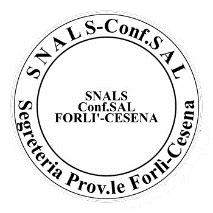 SNALS-Conf.SAL
SNALS
Conf.SAL
FORLI'-CESENA
Segreteria Prov.le Forlì-Cesena